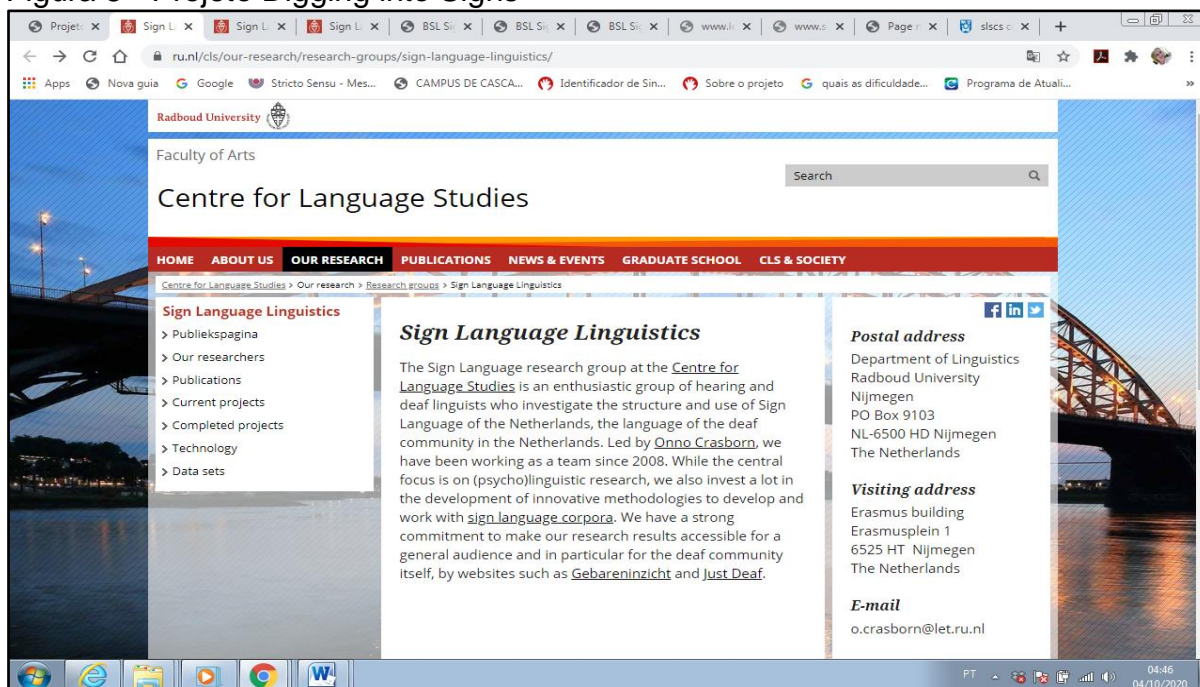 Projet
Sign L
Sign L
Sign L
BSL Sig
BSL Sig
BSL Sig
www.l
www.s
Page n
slscs c
ru.nl/cls/our-research/research-groups/sign-language-linguistics/
Apps
Nova guia
Google
Stricto Sensu - Mes...
CAMPUS DE CASCA...
Identificador de Sin...
Sobre o projeto
quais as dificuldade...
Programa de Atuali...
Radboud University
Faculty of Arts
Search
Centre for Language Studies
HOME ABOUT US OUR RESEARCH PUBLICATIONS NEWS & EVENTS GRADUATE SCHOOL CLS & SOCIETY
Centre for Language Studies > Our research > Research groups > Sign Language Linguistics
Sign Language Linguistics
> Publiekspagina
> Our researchers
> Publications
> Current projects
> Completed projects
> Technology
> Data sets
Sign Language Linguistics
The Sign Language research group at the Centre for
Language Studies is an enthusiastic group of hearing and
deaf linguists who investigate the structure and use of Sign
Language of the Netherlands, the language of the deaf
community in the Netherlands. Led by Onno Crasborn, we
have been working as a team since 2008. While the central
focus is on (psycho)linguistic research, we also invest a lot in
the development of innovative methodologies to develop and
work with sign language corpora. We have a strong
commitment to make our research results accessible for a
general audience and in particular for the deaf community
itself, by websites such as Gebareninzicht and Just Deaf.
Postal address
Department of Linguistics
Radboud University
Nijmegen
PO Box 9103
NL-6500 HD Nijmegen
The Netherlands
Visiting address
Erasmus building
Erasmusplein 1
6525 HT Nijmegen
The Netherlands
E-mail
o.crasborn@let.ru.nl
PT
04:46
04/10/2020